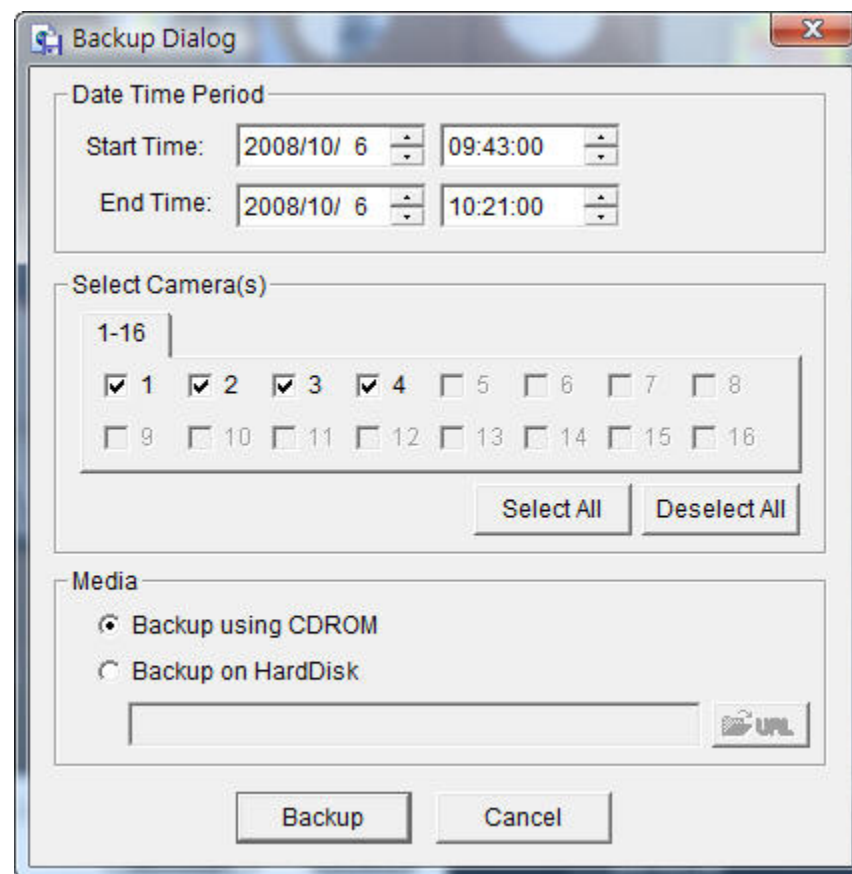 Backup Dialog
Date Time Period
Start Time: 2008/10/ 6 09:43:00
End Time: 2008/10/ 6 10:21:00
Select Camera(s)
1-16
1 2 3 4 5 6 7 8
9 10 11 12 13 14 15 16
Select All Deselect All
Media
Backup using CDROM
Backup on HardDisk
URL
Backup Cancel